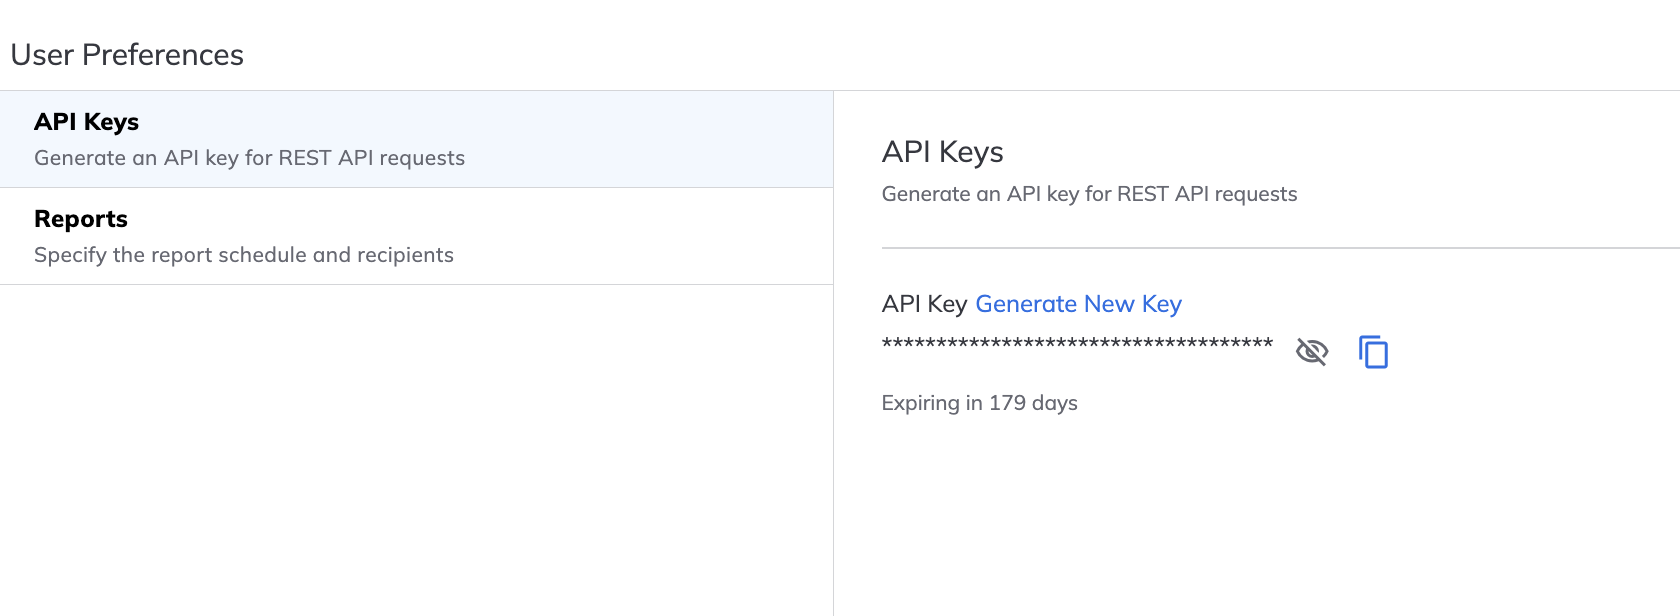 User Preferences
API Keys
Generate an API key for REST API requests
Reports
Specify the report schedule and recipients
API Keys
Generate an API key for REST API requests
API Key Generate New Key
************************************
Expiring in 179 days